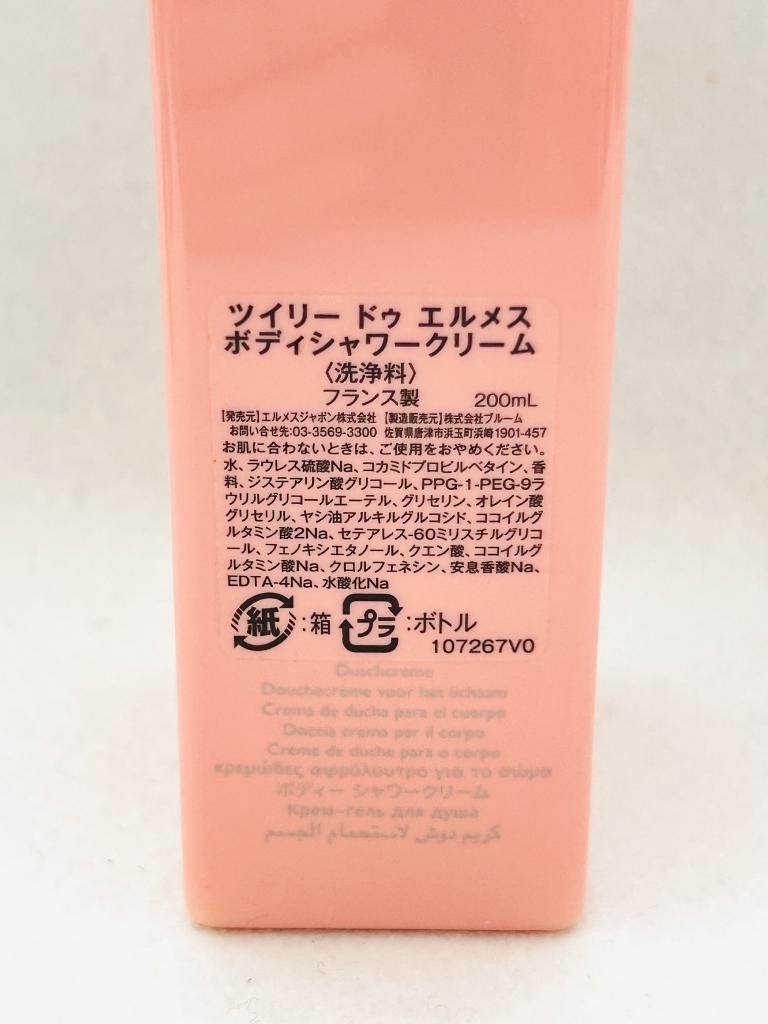 ツイリー ドゥ エルメス
ボディシャワークリーム
〈洗浄料〉
フランス製 200mL
【発売元】エルメスジャポン株式会社 【製造販売元】株式会社ブルーム
お問い合せ先:03-3569-3300 佐賀県唐津市浜玉町浜崎1901-457
お肌に合わないときは、ご使用をおやめください。
水、ラウレス硫酸Na、コカミドプロピルベタイン、香
料、ジステアリン酸グリコール、PPG-1-PEG-9ラ
ウリルグリコールエーテル、グリセリン、オレイン酸
グリセリル、ヤシ油アルキルグルコシド、ココイルグ
ルタミン酸2Na、セテアレス-60ミリスチルグリコ
ール、フェノキシエタノール、クエン酸、ココイルグ
ルタミン酸Na、クロルフェネシン、安息香酸Na、
EDTA-4Na、水酸化Na
紙:箱 プラ:ボトル
107267V0
Duschcreme
Douchecrème voor het lichaam
Crema de ducha para el cuerpo
Doccia crema per il corpo
Creme de duche para o corpo
κρεμώδες αφρόλουτρο για το σώμα
ボディー シャワークリーム
Крем-гель для душа
كريم دوش لاستحمام الجسم